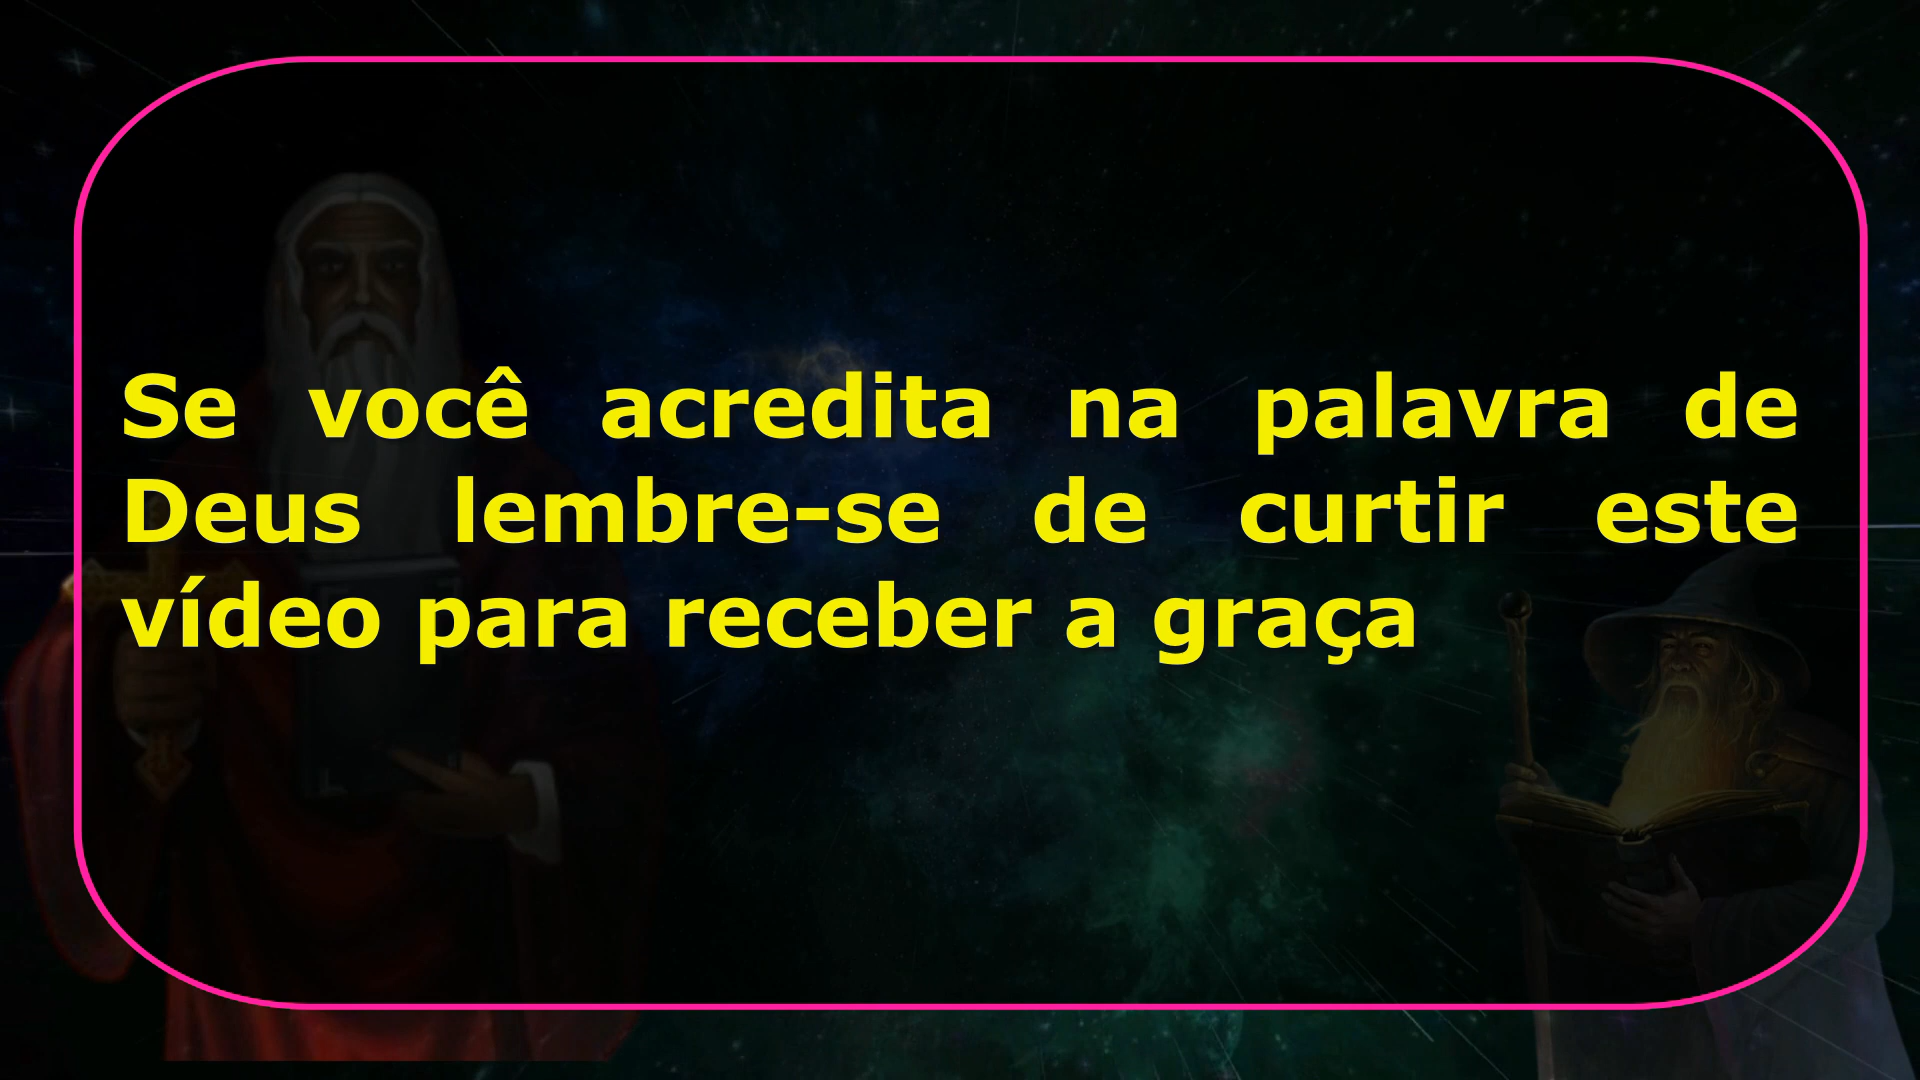 Se você acredita na palavra de
Deus lembre-se de curtir este
vídeo para receber a graça